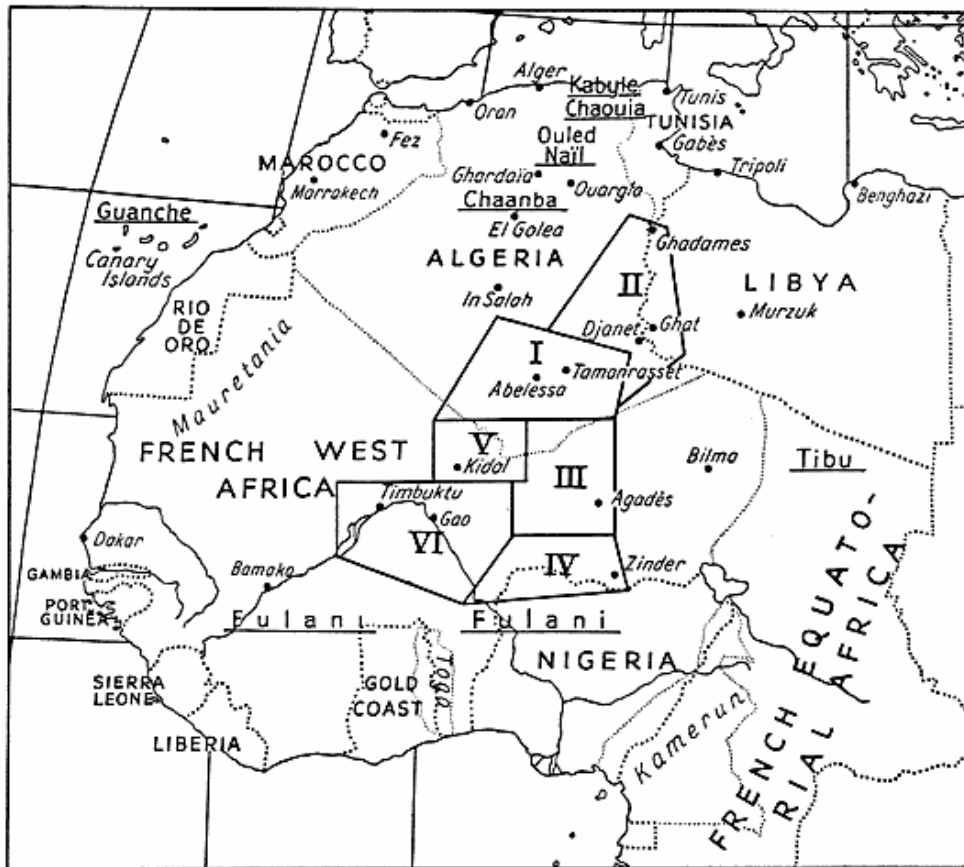 Alger
Kabyle
Chaouia
Tunis
Oran
TUNISIA
Fez
Ouled
Naïl
Gabès
MAROCCO
Ghardaïa
Tripoli
Marrakech
Ouargla
Benghazi
Chaanba
Guanche
El Golea
Ghadames
Canary
Islands
ALGERIA
II
LIBYA
In Salah
RIO
DE
ORO
Murzuk
Djanet
Ghat
I
Tamanrasset
Abelessa
Mauretania
FRENCH WEST
AFRICA
V
Kidal
III
Bilma
Tibu
Timbuktu
Gao
Agadès
VI
Dakar
IV
Zinder
GAMBIA
Bamako
PORT.
GUINEA
Fulani
Fulani
NIGERIA
SIERRA
LEONE
GOLD
COAST
Togo
LIBERIA
Kamerun
FRENCH EQUATO-
RIAL AFRICA